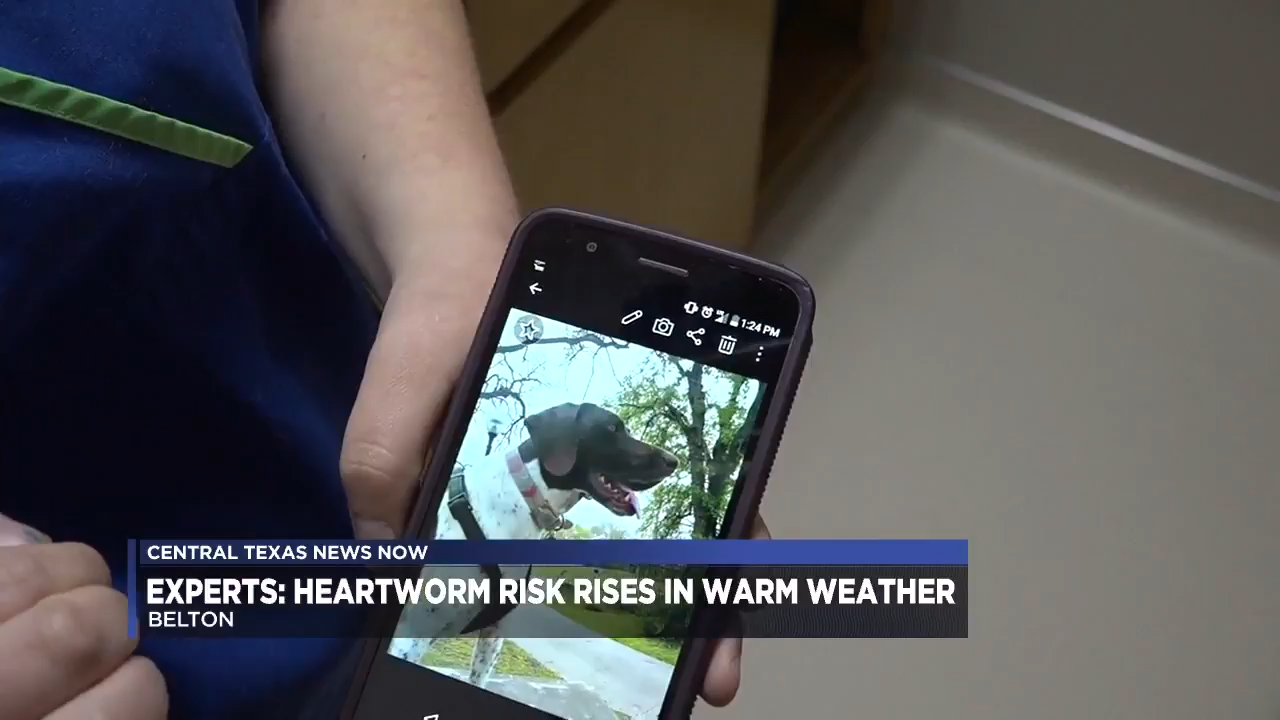 1:24 PM
CENTRAL TEXAS NEWS NOW
EXPERTS: HEARTWORM RISK RISES IN WARM WEATHER
BELTON